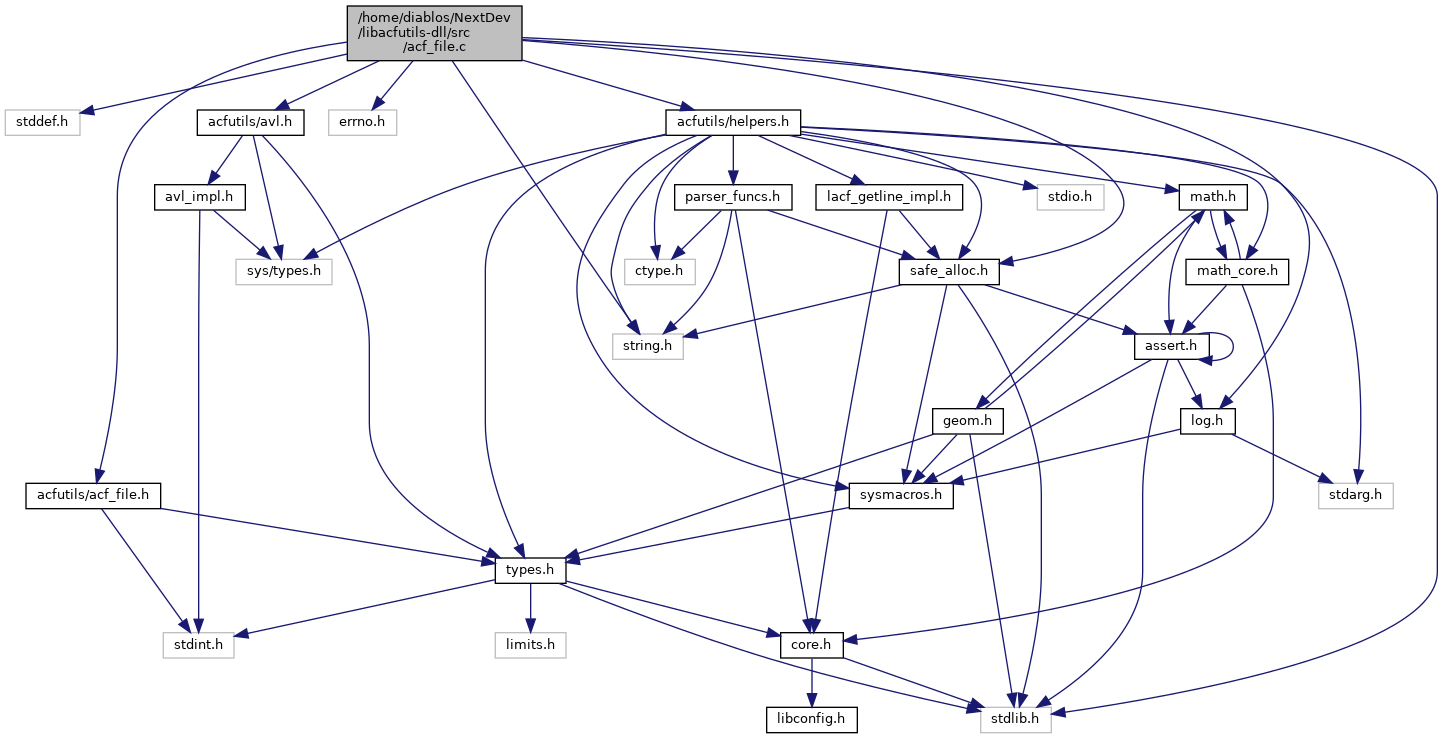 /home/diablos/NextDev
/libacfutils-dll/src
/acf_file.c
stddef.h
acfutils/avl.h
errno.h
acfutils/helpers.h
avl_impl.h
parser_funcs.h
lacf_getline_impl.h
stdio.h
math.h
sys/types.h
ctype.h
safe_alloc.h
math_core.h
string.h
assert.h
geom.h
log.h
acfutils/acf_file.h
sysmacros.h
stdarg.h
types.h
stdint.h
limits.h
core.h
libconfig.h
stdlib.h